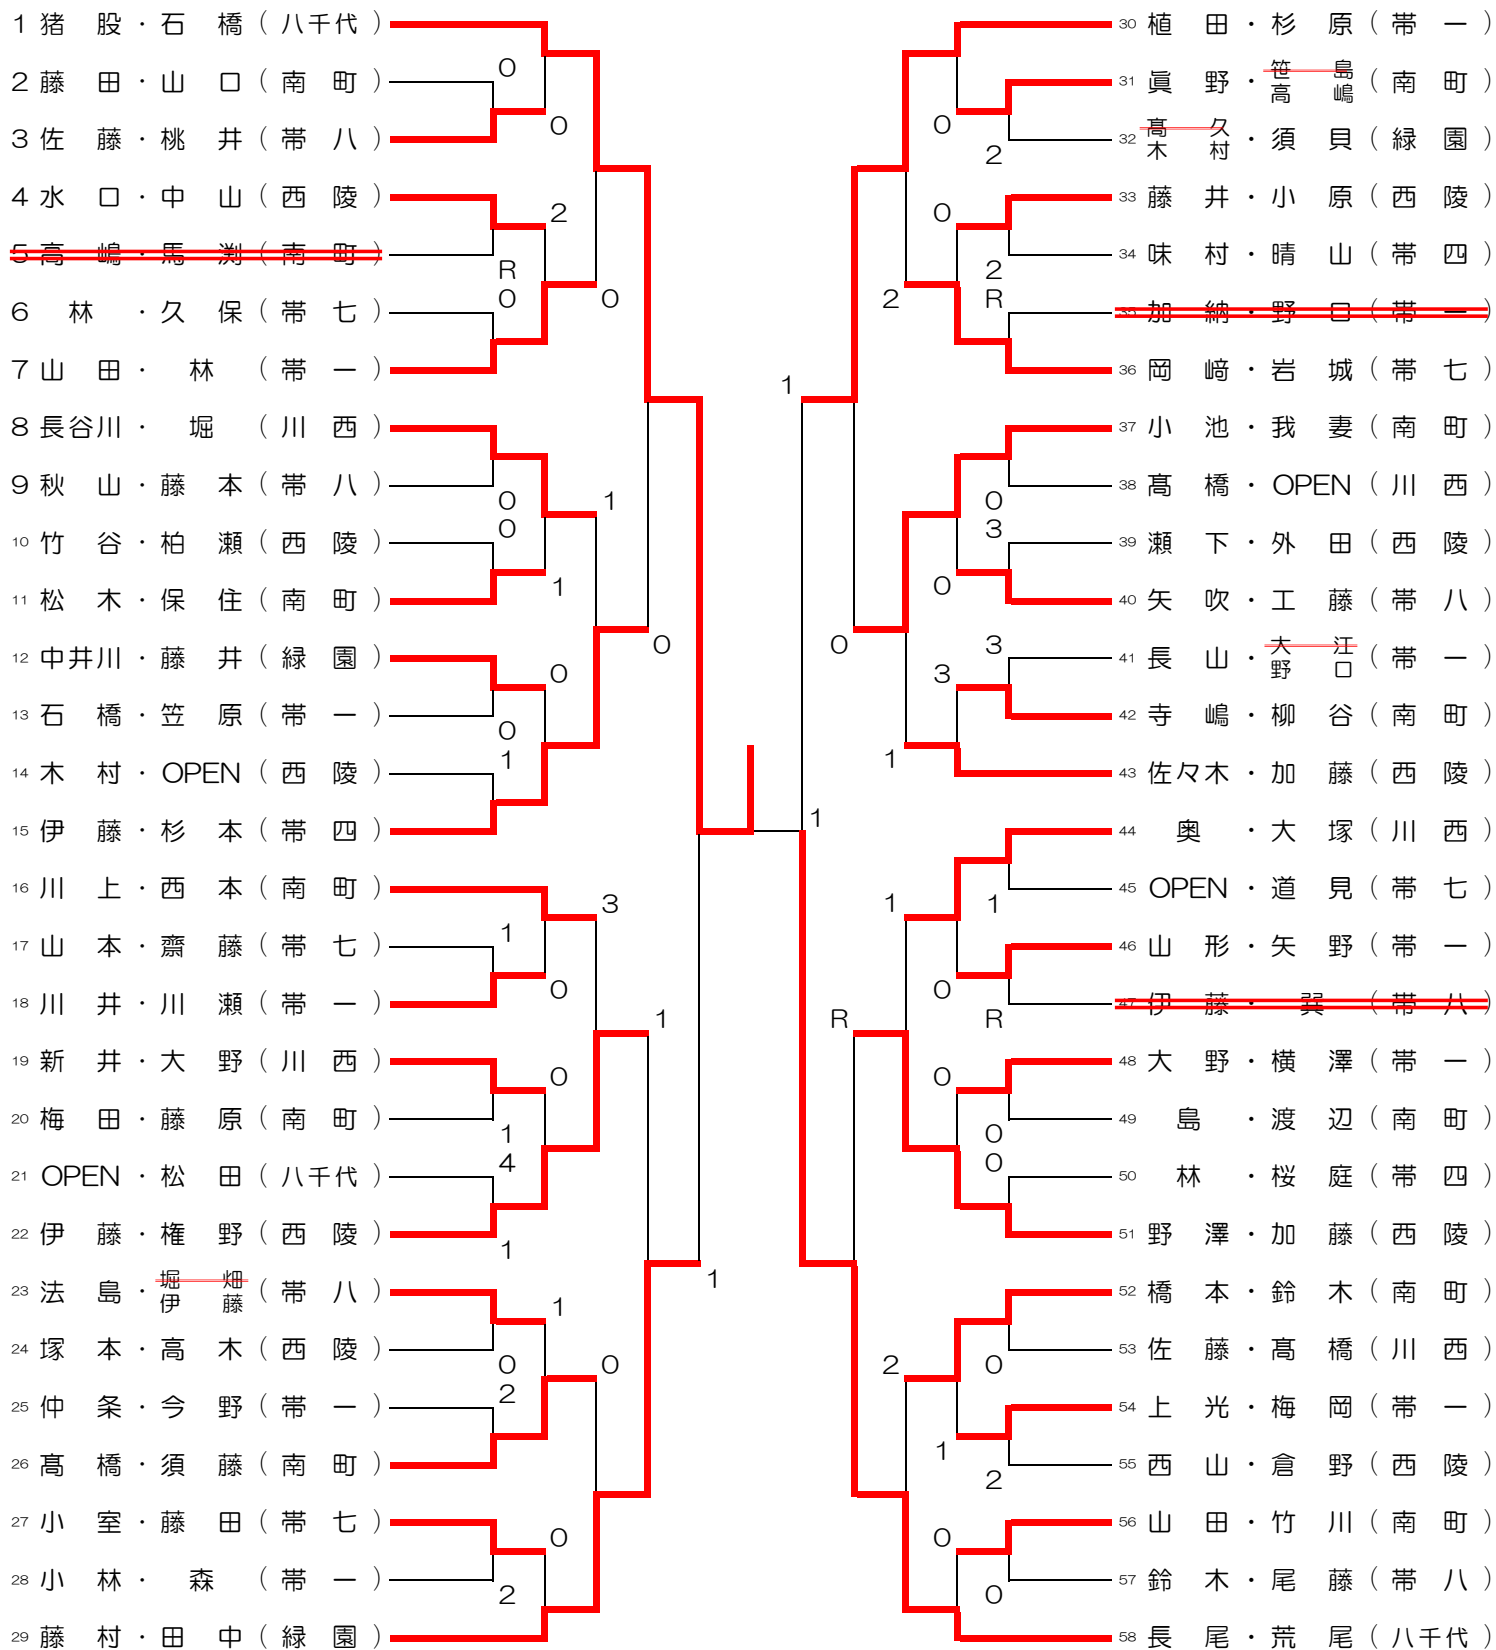 1 猪股・石橋(八千代)
2 藤田・山口(南町)
3 佐藤・桃井(帯八)
4 水口・中山(西陵)
5 高嶋・馬渕(南町)
6 林・久保(帯七)
7 山田・林(帯一)
8 長谷川・堀(川西)
9 秋山・藤本(帯八)
10 竹谷・柏瀬(西陵)
11 松木・保住(南町)
12 中井川・藤井(緑園)
13 石橋・笠原(帯一)
14 木村・OPEN(西陵)
15 伊藤・杉本(帯四)
16 川上・西本(南町)
17 山本・齋藤(帯七)
18 川井・川瀬(帯一)
19 新井・大野(川西)
20 梅田・藤原(南町)
21 OPEN・松田(八千代)
22 伊藤・権野(西陵)
23 法島・堀畑 伊藤(帯八)
24 塚本・高木(西陵)
25 仲条・今野(帯一)
26 髙橋・須藤(南町)
27 小室・藤田(帯七)
28 小林・森(帯一)
29 藤村・田中(緑園)
0
0
2
R
0
0
0
0
1
1
0
0
0
1
1
3
0
1
0
1
4
1
1
0
2
0
0
2
1
1
30 植田・杉原(帯一)
31 眞野・笹島 高嶋(南町)
32 髙久 木村・須貝(緑園)
33 藤井・小原(西陵)
34 味村・晴山(帯四)
35 加納・野口(帯一)
36 岡﨑・岩城(帯七)
37 小池・我妻(南町)
38 髙橋・OPEN(川西)
39 瀬下・外田(西陵)
40 矢吹・工藤(帯八)
41 長山・大江 野口(帯一)
42 寺嶋・柳谷(南町)
43 佐々木・加藤(西陵)
44 奥・大塚(川西)
45 OPEN・道見(帯七)
46 山形・矢野(帯一)
47 伊藤・巽(帯八)
48 大野・横澤(帯一)
49 島・渡辺(南町)
50 林・桜庭(帯四)
51 野澤・加藤(西陵)
52 橋本・鈴木(南町)
53 佐藤・髙橋(川西)
54 上光・梅岡(帯一)
55 西山・倉野(西陵)
56 山田・竹川(南町)
57 鈴木・尾藤(帯八)
58 長尾・荒尾(八千代)
0
2
0
2
R
2
1
0
3
0
0
3
3
1
1
1
0
R
R
0
0
0
2
0
1
2
0
0